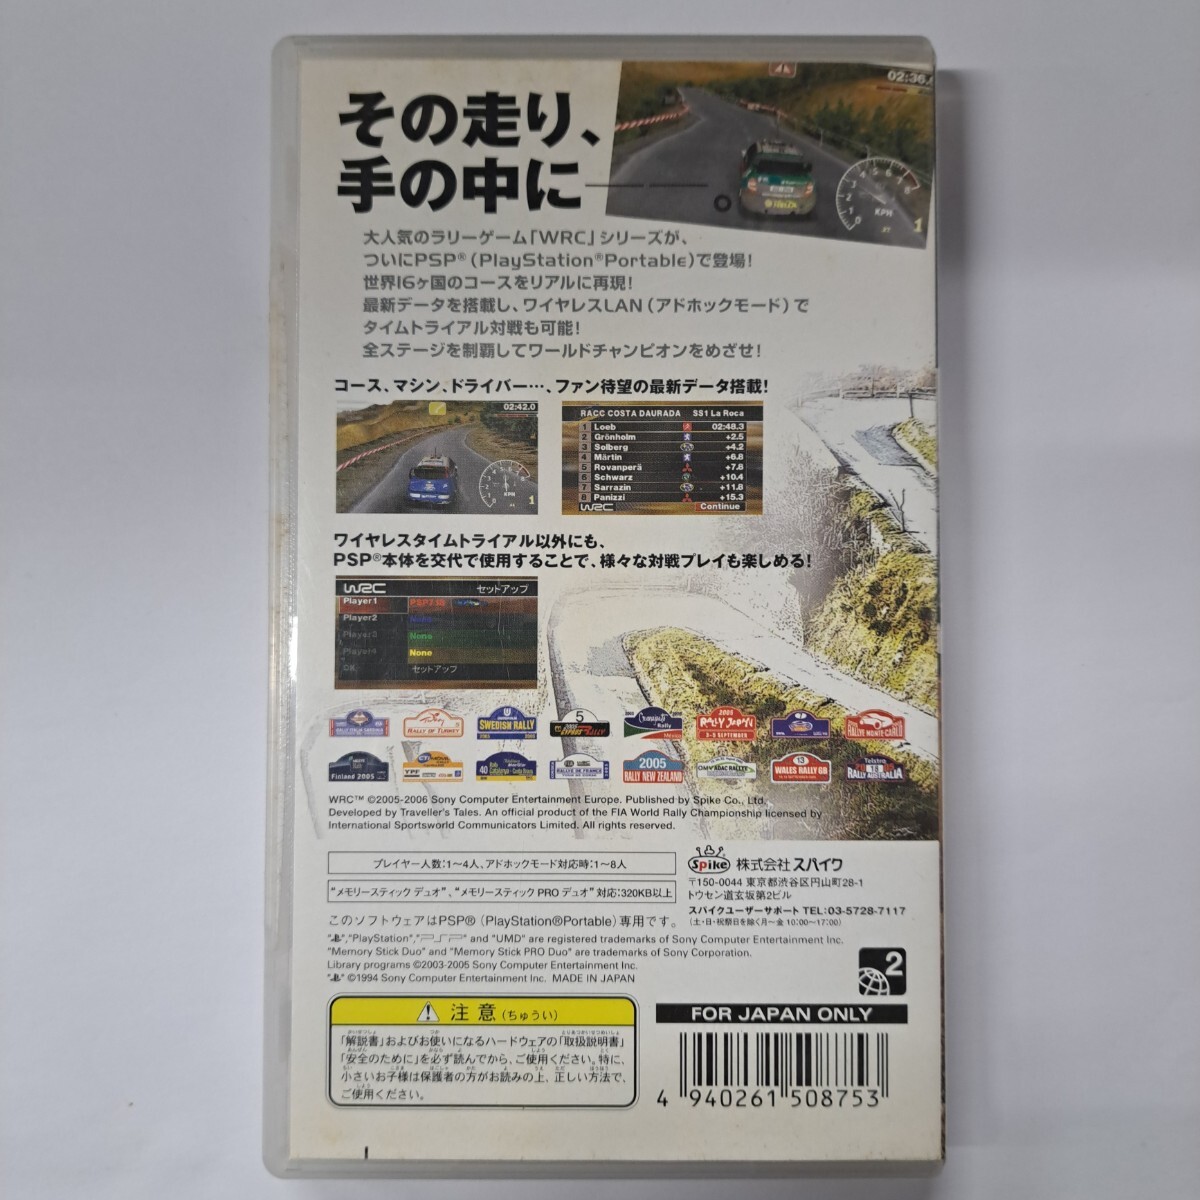 その走り、
手の中に――
02:36.
KPN
1
大人気のラリーゲーム「WRC」シリーズが、
ついにPSP®（PlayStation®Portable）で登場！
世界16ヶ国のコースをリアルに再現！
最新データを搭載し、ワイヤレスLAN（アドホックモード）で
タイムトライアル対戦も可能！
全ステージを制覇してワールドチャンピオンをめざせ！
コース、マシン、ドライバー…、ファン待望の最新データ搭載！
02:42.0
KPN
1
RACC COSTA DAURADA SS1 La Roca
1 Loeb 02:48.3
2 Grönholm +2.5
3 Solberg +4.2
4 Märtin +6.8
5 Rovanperä +7.8
6 Schwarz +10.4
7 Sarrazin +11.8
8 Panizzi +15.3
WRC Continue
ワイヤレスタイムトライアル以外にも、
PSP®本体を交代で使用することで、様々な対戦プレイも楽しめる！
WRC セットアップ
Player1
Player2 None
Player3 None
Player4 None
OK セットアップ
RALLY OF TURKEY
SWEDISH RALLY
5
Rally
México
2005
RALLY JAPAN
RALLYE MONTE-CARLO
Finland 2005
YPF
40
RALLYE DE FRANCE
2005
RALLY NEW ZEALAND
ADAC RALLYE
13
WALES RALLY GB
Telstra
18
RALLY AUSTRALIA
WRC™ ©2005-2006 Sony Computer Entertainment Europe. Published by Spike Co., Ltd.
Developed by Traveller's Tales. An official product of the FIA World Rally Championship licensed by
International Sportsworld Communicators Limited. All rights reserved.
プレイヤー人数：1～4人、アドホックモード対応時：1～8人
“メモリースティック デュオ”、“メモリースティック PRO デュオ” 対応：320KB以上
このソフトウェアはPSP®（PlayStation®Portable）専用です。
Spike 株式会社スパイク
〒150-0044 東京都渋谷区円山町28-1
トウセン道玄坂第2ビル
スパイクユーザーサポート TEL：03-5728-7117
（土・日・祝祭日を除く月～金 10:00～17:00）
" ","PlayStation","PSP" and "UMD" are registered trademarks of Sony Computer Entertainment Inc.
"Memory Stick Duo" and "Memory Stick PRO Duo" are trademarks of Sony Corporation.
Library programs ©2003-2005 Sony Computer Entertainment Inc.
" " ©1994 Sony Computer Entertainment Inc. MADE IN JAPAN
2
注意（ちゅうい）
「解説書」およびお使いになるハードウェアの「取扱説明書」
「安全のために」を必ず読んでから、ご使用ください。特に、
小さいお子様は保護者の方がお読みの上、正しい方法で、
ご使用ください。
FOR JAPAN ONLY
4 940261 508753